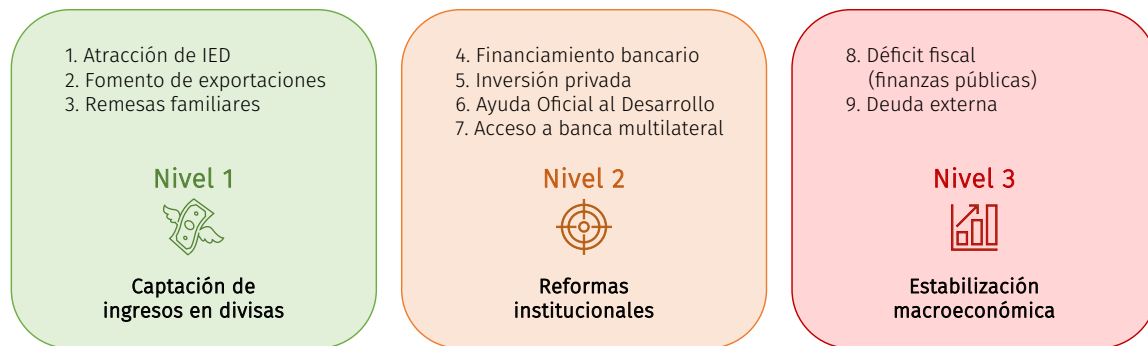 1. Atracción de IED
2. Fomento de exportaciones
3. Remesas familiares
Nivel 1
Captación de
ingresos en divisas
4. Financiamiento bancario
5. Inversión privada
6. Ayuda Oficial al Desarrollo
7. Acceso a banca multilateral
Nivel 2
Reformas
institucionales
8. Déficit fiscal
(finanzas públicas)
9. Deuda externa
Nivel 3
Estabilización
macroeconómica